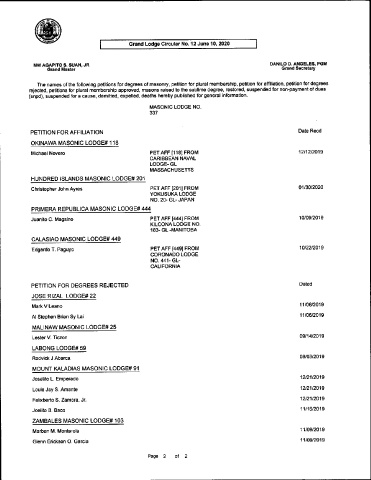 Grand Lodge Circular No. 12 June 10, 2020
MW AGAPITO S. SUAN, JR
Grand Master
DANILO D. ANGELES, PGM
Grand Secretary
The names of the following petitions for degrees of masonry, petition for plural membership, petition for affiliation, petition for degrees
rejected, petitions for plural membership approved, masons raised to the sublime degree, restored, suspended for non-payment of dues
(snpd), suspended for a cause, demitted, expelled, deaths hereby published for general information.
MASONIC LODGE NO.
337
PETITION FOR AFFILIATION
Date Recd
OKINAWA MASONIC LODGE# 118
Michael Novero
PET AFF [118] FROM
CARIBBEAN NAVAL
LODGE- GL
MASSACHUSETTS
12/12/2019
HUNDRED ISLANDS MASONIC LODGE# 201
Christopher John Ayres
PET AFF [201] FROM
YOKUSUKA LODGE
NO. 20- GL- JAPAN
01/30/2020
PRIMERA REPUBLICA MASONIC LODGE# 444
Juanito C. Magsino
PET AFF [444] FROM
KILCONA LODGE NO.
183- GL -MANITOBA
10/09/2019
CALASIAO MASONIC LODGE# 449
Eugenio T. Paguyo
PET AFF [449] FROM
CORONADO LODGE
NO. 441- GL-
CALIFORNIA
10/22/2019
PETITION FOR DEGREES REJECTED
Dated
JOSE RIZAL LODGE# 22
Mark V Leano
11/06/2019
Al Stephen Brian Sy Lai
11/06/2019
MALINAW MASONIC LODGE# 25
Lester V. Ticzon
09/14/2019
LABONG LODGE# 59
Rodvick J Abarca
09/03/2019
MOUNT KALADIAS MASONIC LODGE# 91
Joselito L. Emperado
12/21/2019
Louie Jay S. Amante
12/21/2019
Felixberto S. Zamora, Jr.
12/21/2019
Joelito B. Baco
11/15/2019
ZAMBALES MASONIC LODGE# 103
Marben M. Montarola
11/09/2019
Glenn Erickson O. Garcia
11/09/2019
Page 3 of 2